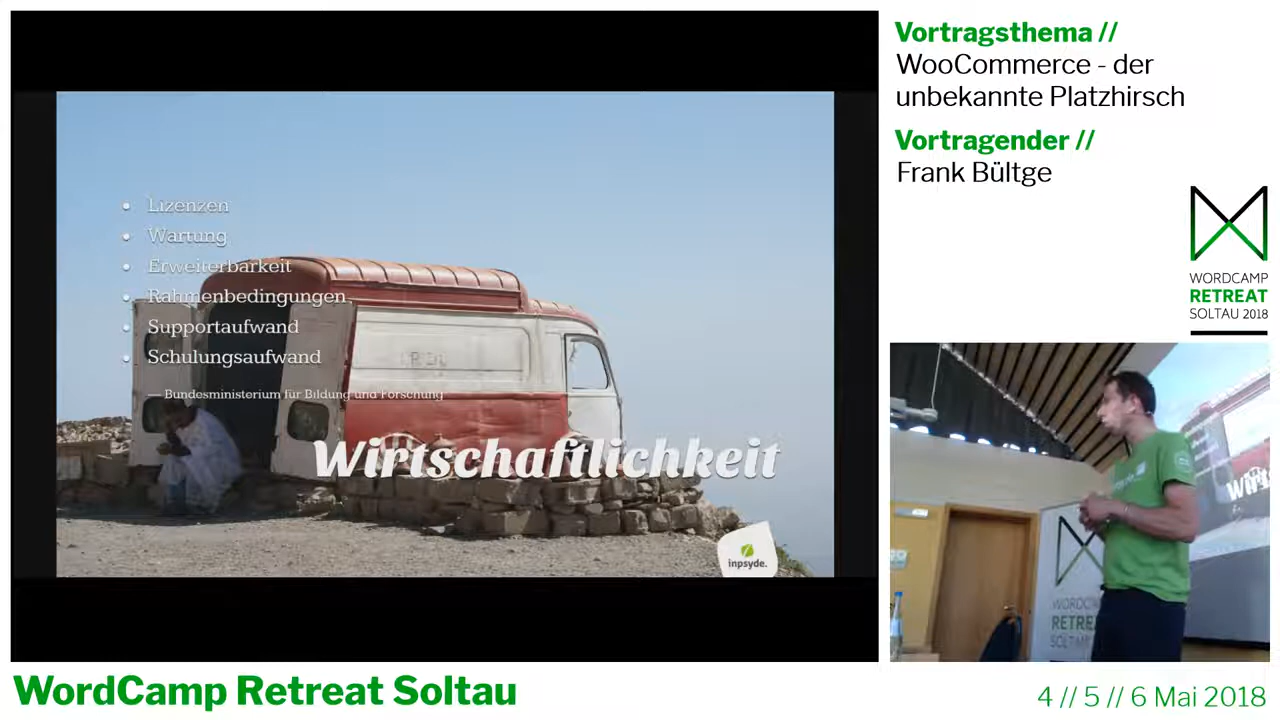 Lizenzen
Wartung
Erweiterbarkeit
Rahmenbedingungen
Supportaufwand
Schulungsaufwand
— Bundesministerium für Bildung und Forschung
Wirtschaftlichkeit
inpsyde.
Vortragsthema //
WooCommerce - der
unbekannte Platzhirsch
Vortragender //
Frank Bültge
WORDCAMP
RETREAT
SOLTAU 2018
WordCamp Retreat Soltau
4 // 5 // 6 Mai 2018